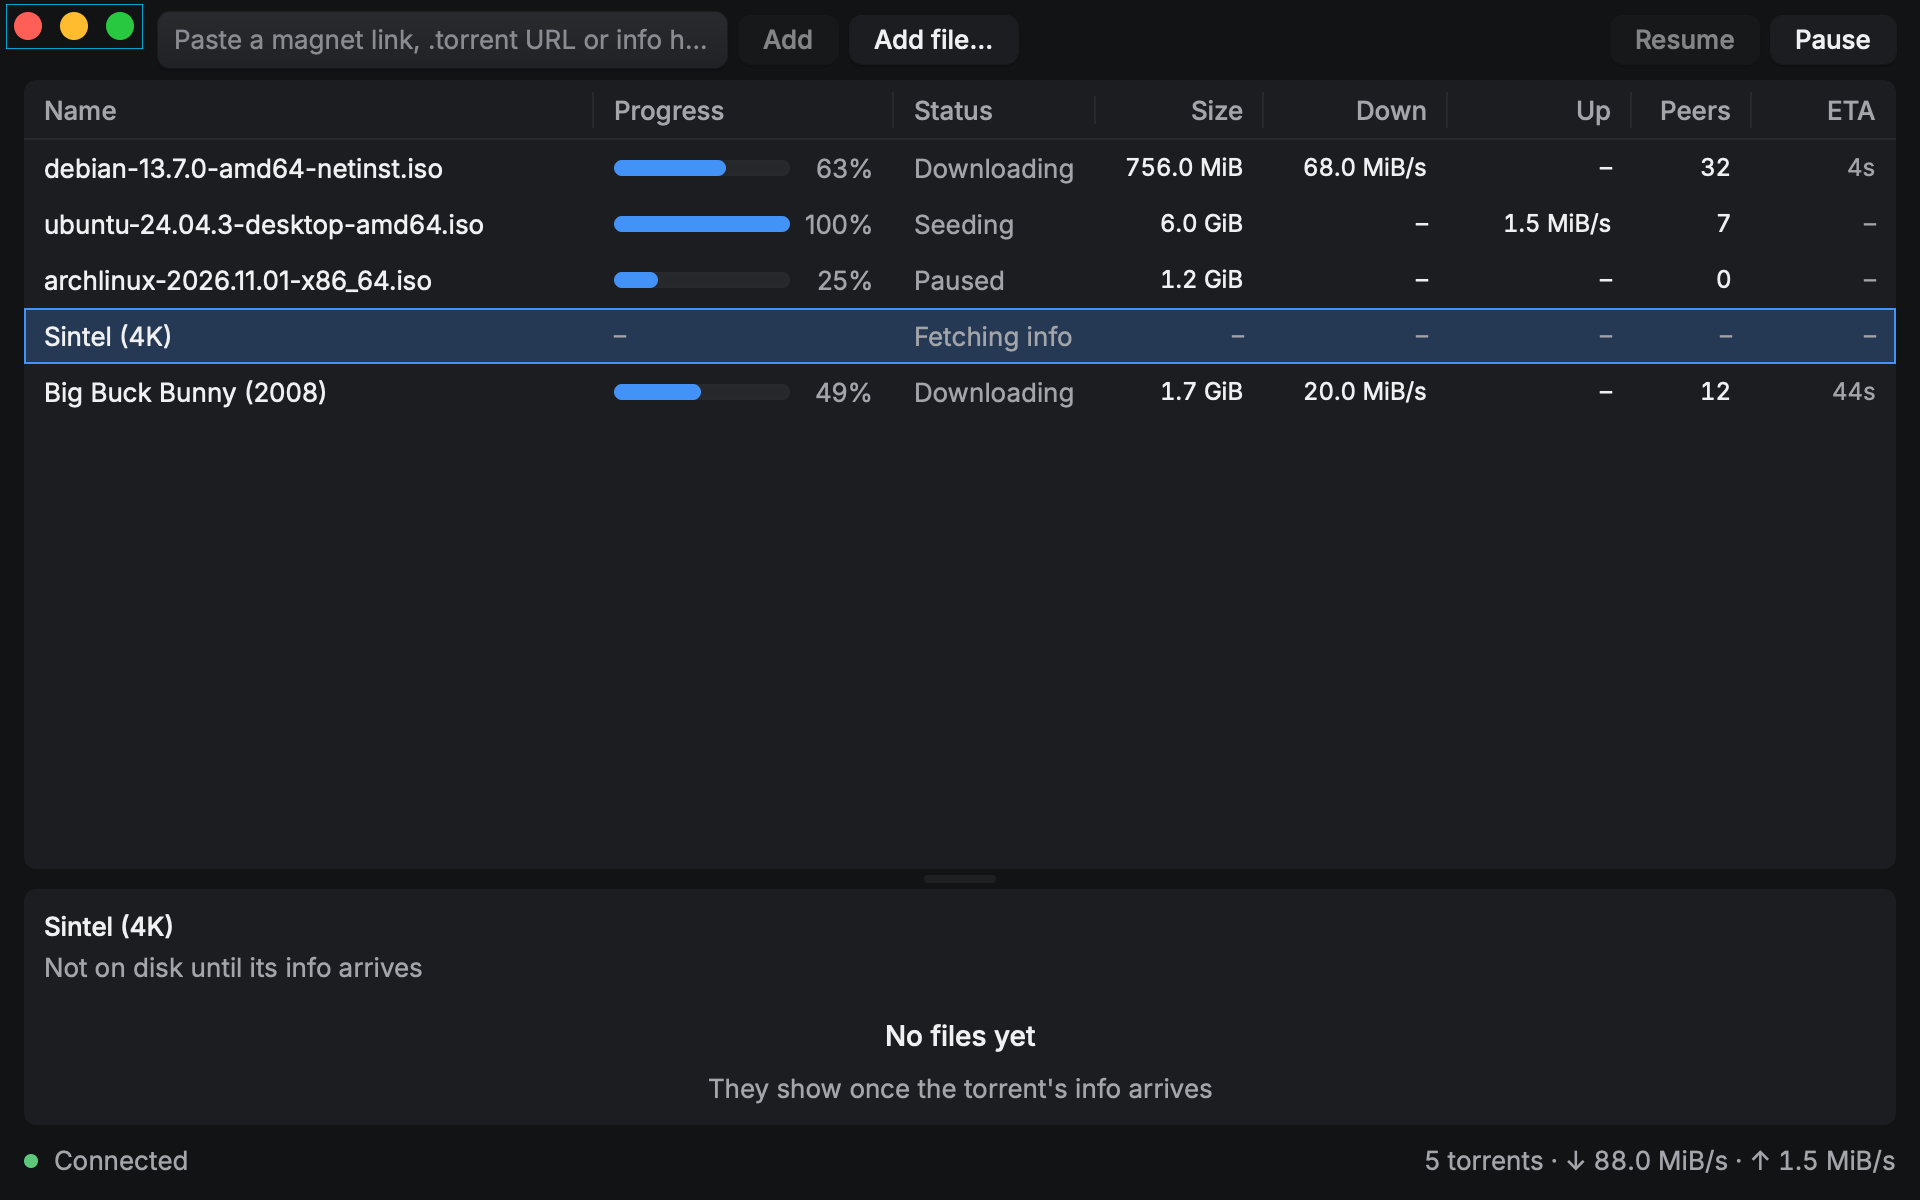 Paste a magnet link, .torrent URL or info h... Add Add file... Resume Pause
Name Progress Status Size Down Up Peers ETA
debian-13.7.0-amd64-netinst.iso 63% Downloading 756.0 MiB 68.0 MiB/s – 32 4s
ubuntu-24.04.3-desktop-amd64.iso 100% Seeding 6.0 GiB – 1.5 MiB/s 7 –
archlinux-2026.11.01-x86_64.iso 25% Paused 1.2 GiB – – 0 –
Sintel (4K) – Fetching info – – – – –
Big Buck Bunny (2008) 49% Downloading 1.7 GiB 20.0 MiB/s – 12 44s
Sintel (4K)
Not on disk until its info arrives
No files yet
They show once the torrent's info arrives
Connected 5 torrents · ↓ 88.0 MiB/s · ↑ 1.5 MiB/s